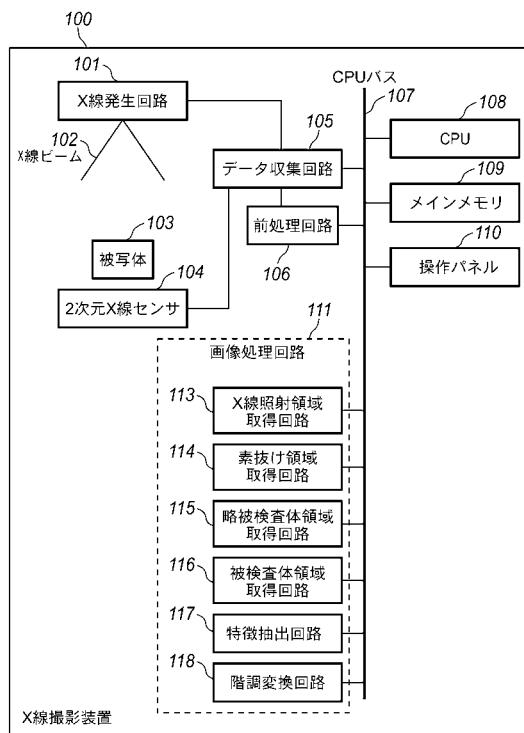 100
101
X線発生回路
CPUバス
107
102
X線ビーム
105
データ収集回路
108
CPU
109
メインメモリ
103
被写体
前処理回路
106
110
操作パネル
104
2次元X線センサ
111
画像処理回路
113
X線照射領域
取得回路
114
素抜け領域
取得回路
115
略被検査体領域
取得回路
116
被検査体領域
取得回路
117
特徴抽出回路
118
階調変換回路
X線撮影装置